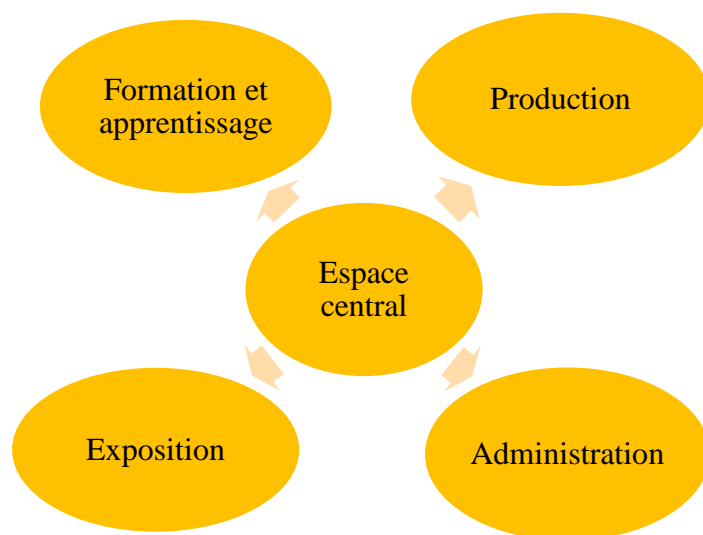 Formation et
apprentissage
Production
Espace
central
Exposition
Administration